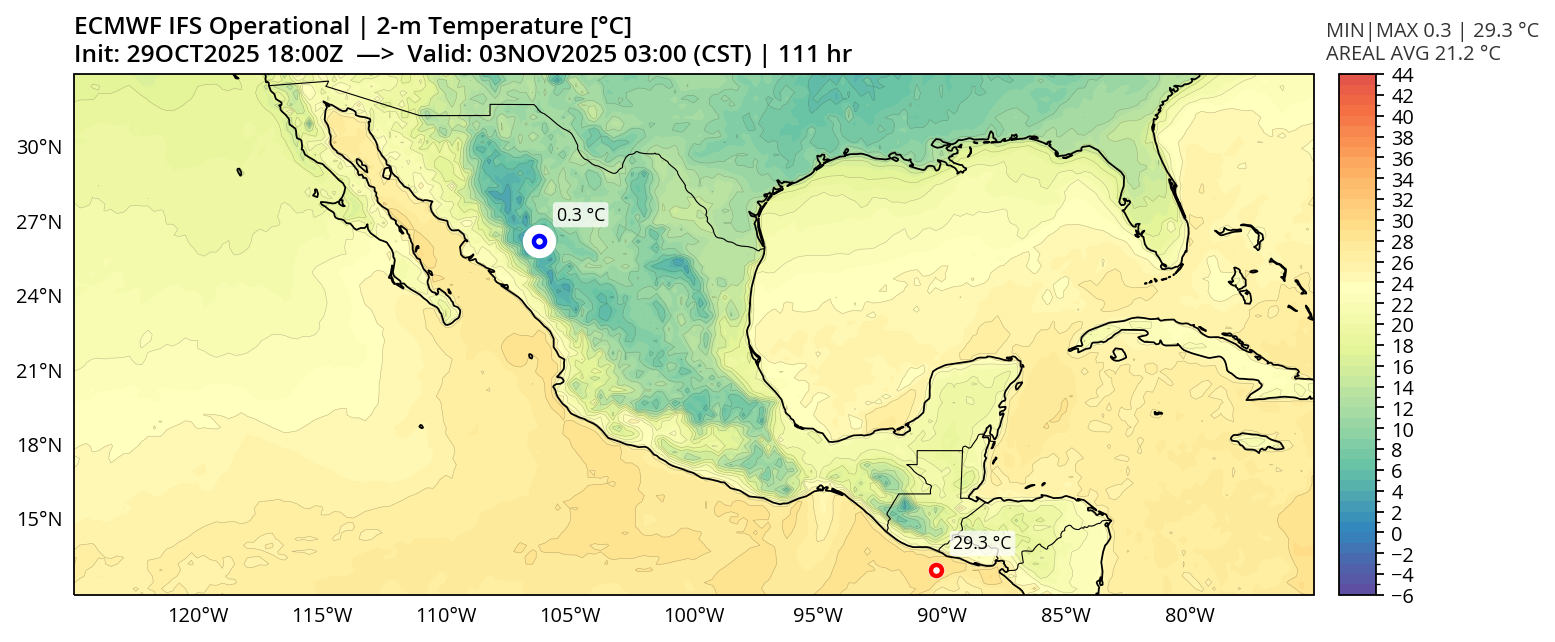 ECMWF IFS Operational | 2-m Temperature [°C]
Init: 29OCT2025 18:00Z —> Valid: 03NOV2025 03:00 (CST) | 111 hr
MIN|MAX 0.3 | 29.3 °C
AREAL AVG 21.2 °C
30°N
27°N
24°N
21°N
18°N
15°N
0.3 °C
29.3 °C
120°W
115°W
110°W
105°W
100°W
95°W
90°W
85°W
80°W
44
42
40
38
36
34
32
30
28
26
24
22
20
18
16
14
12
10
8
6
4
2
0
−2
−4
−6